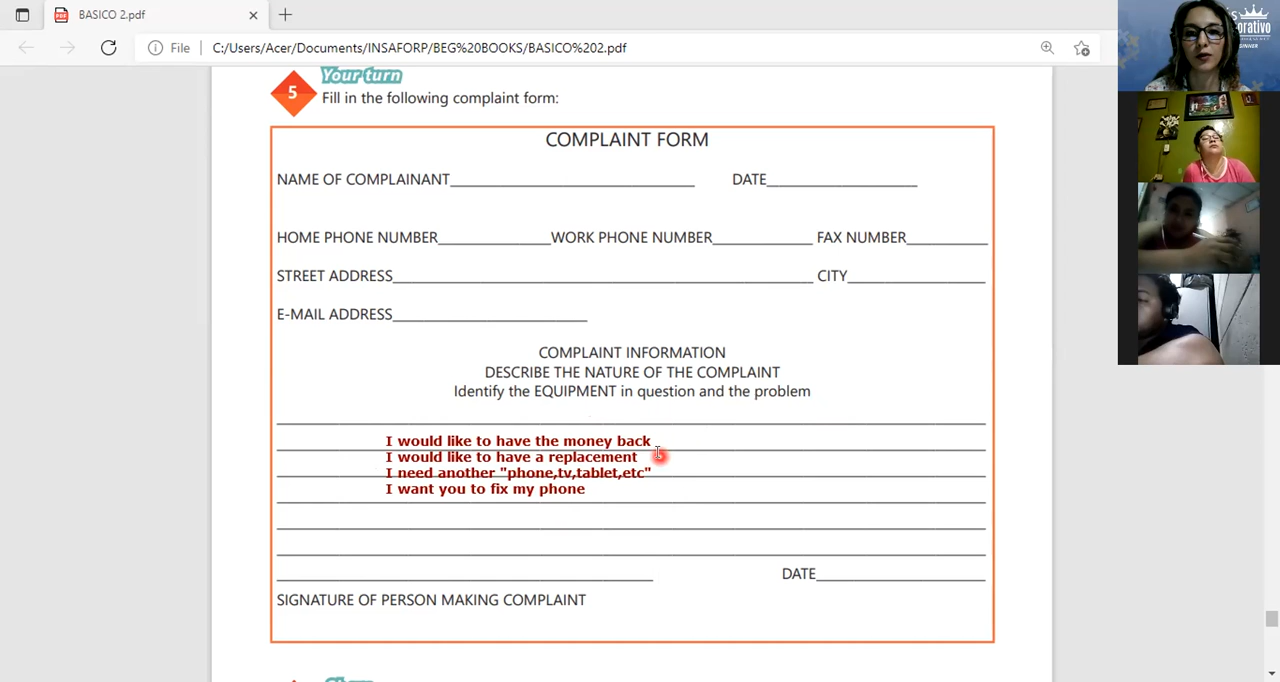 BASICO 2.pdf
File C:/Users/Acer/Documents/INSAFORP/BEG%20BOOKS/BASICO%202.pdf
Your turn
5 Fill in the following complaint form:
COMPLAINT FORM
NAME OF COMPLAINANT DATE
HOME PHONE NUMBER WORK PHONE NUMBER FAX NUMBER
STREET ADDRESS CITY
E-MAIL ADDRESS
COMPLAINT INFORMATION
DESCRIBE THE NATURE OF THE COMPLAINT
Identify the EQUIPMENT in question and the problem
I would like to have the money back
I would like to have a replacement
I need another "phone,tv,tablet,etc"
I want you to fix my phone
DATE
SIGNATURE OF PERSON MAKING COMPLAINT